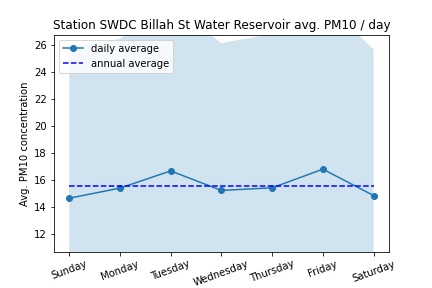 Station SWDC Billah St Water Reservoir avg. PM10 / day
daily average
annual average
Avg. PM10 concentration
26
24
22
20
18
16
14
12
Sunday
Monday
Tuesday
Wednesday
Thursday
Friday
Saturday